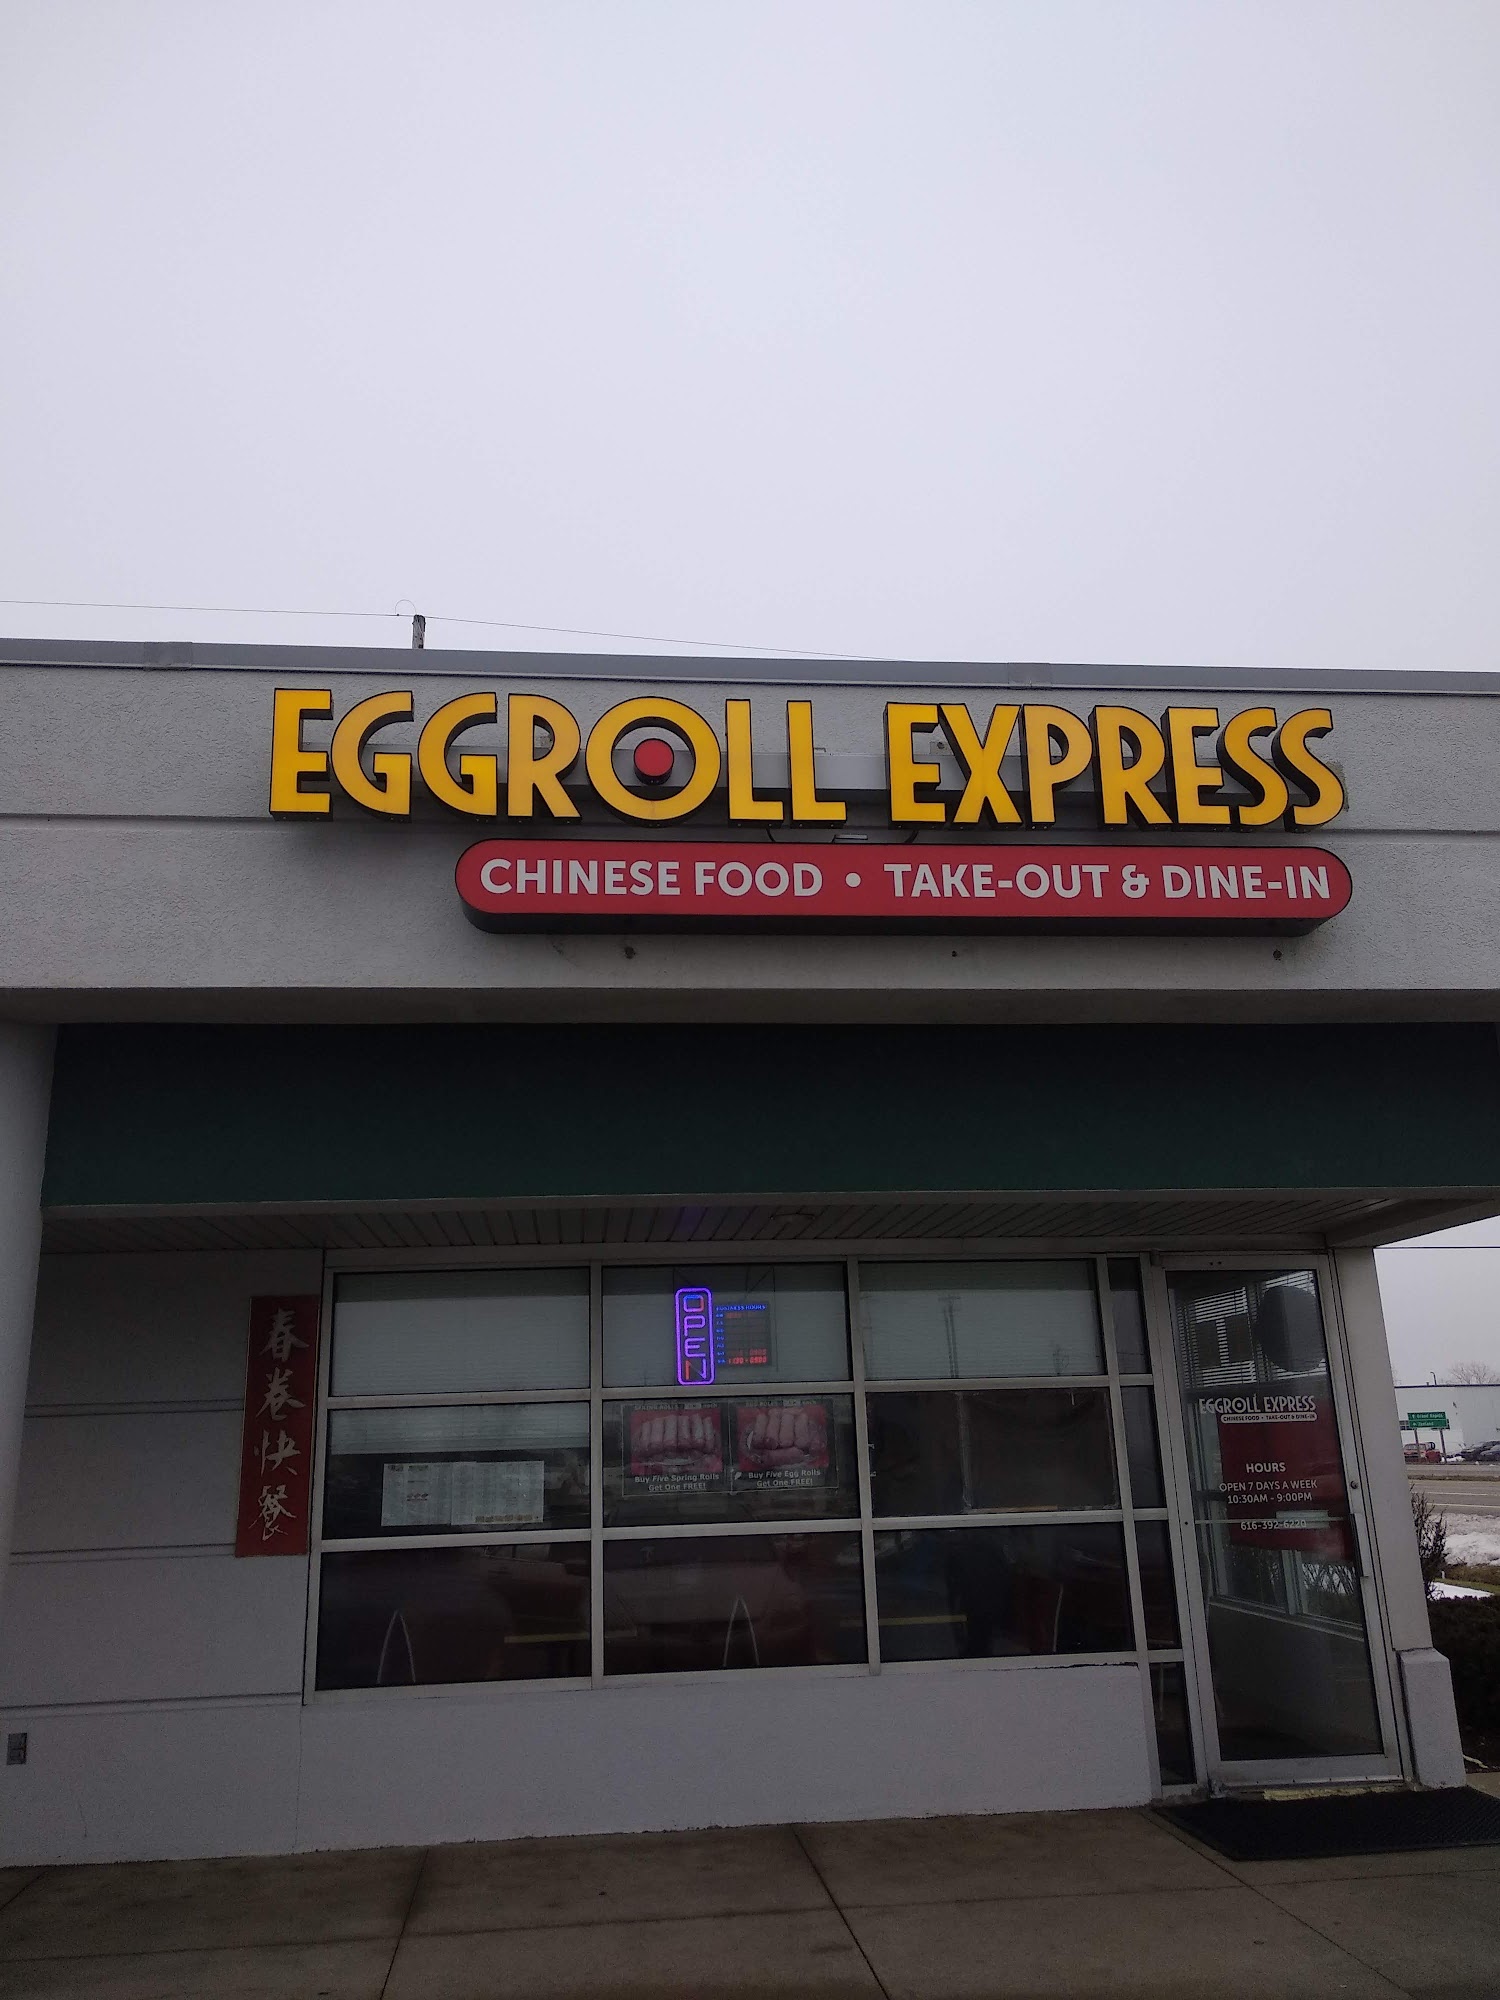 EGGROLL EXPRESS
CHINESE FOOD • TAKE-OUT & DINE-IN
春卷快餐
OPEN
BUSINESS HOURS
Buy Five Spring Rolls
Get One FREE!
Buy Five Egg Rolls
Get One FREE!
EGGROLL EXPRESS
CHINESE FOOD • TAKE-OUT & DINE-IN
HOURS
OPEN 7 DAYS A WEEK
10:30AM - 9:00PM
616-392-6220